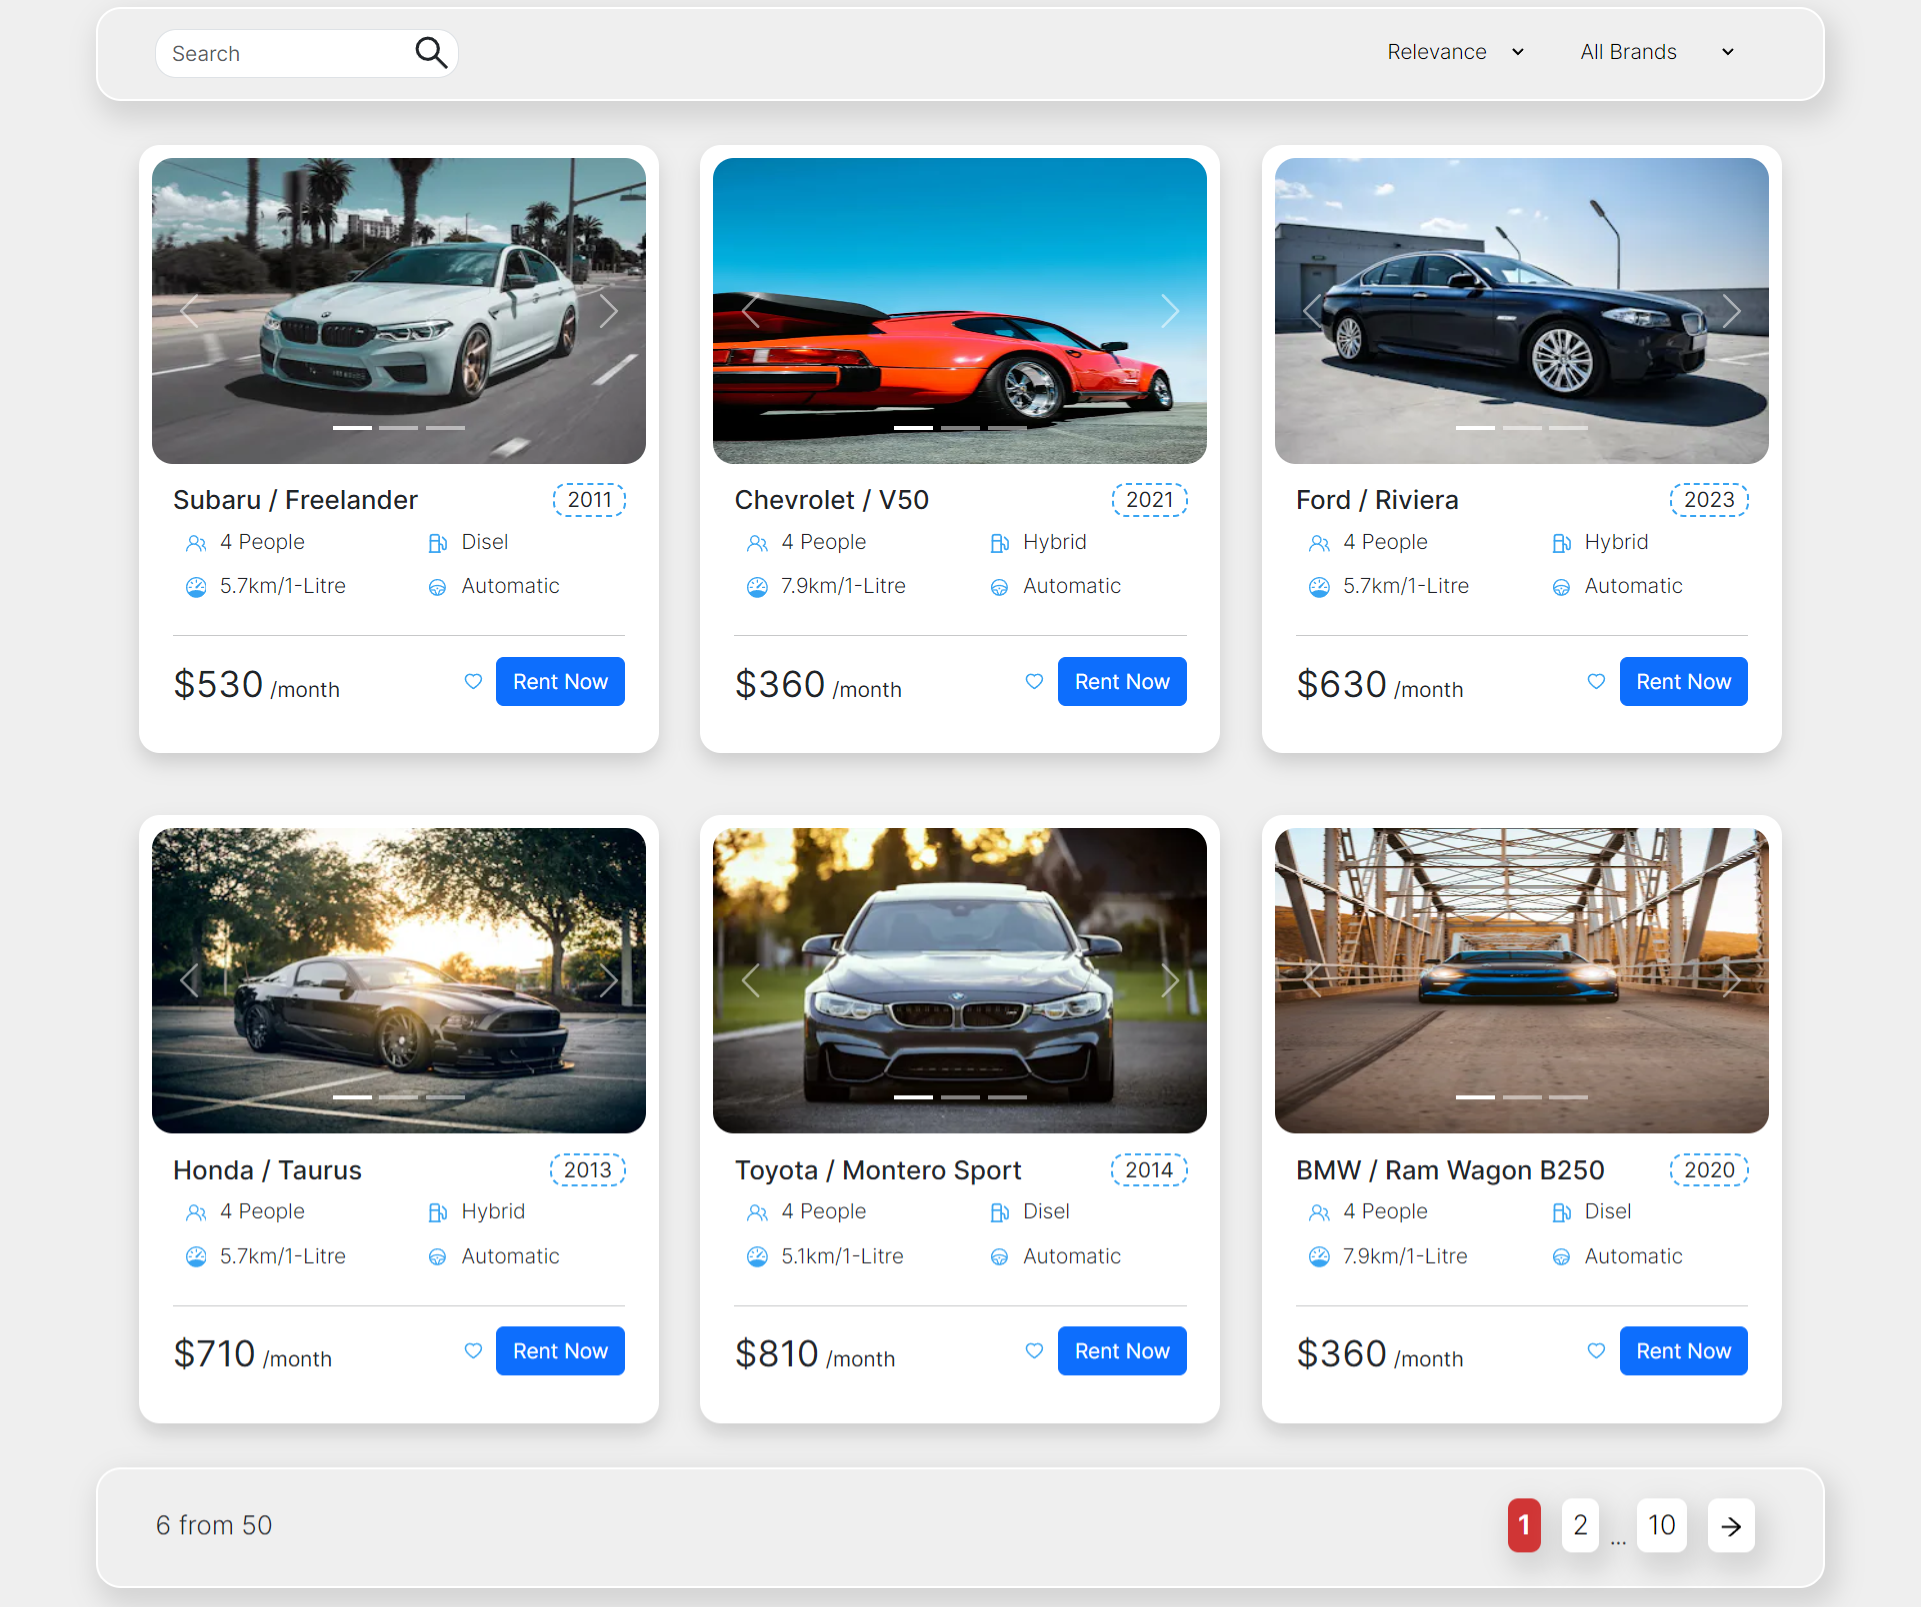 Search
Relevance
All Brands
Subaru / Freelander
2011
4 People
Disel
5.7km/1-Litre
Automatic
$530 /month
Rent Now
Chevrolet / V50
2021
4 People
Hybrid
7.9km/1-Litre
Automatic
$360 /month
Rent Now
Ford / Riviera
2023
4 People
Hybrid
5.7km/1-Litre
Automatic
$630 /month
Rent Now
Honda / Taurus
2013
4 People
Hybrid
5.7km/1-Litre
Automatic
$710 /month
Rent Now
Toyota / Montero Sport
2014
4 People
Disel
5.1km/1-Litre
Automatic
$810 /month
Rent Now
BMW / Ram Wagon B250
2020
4 People
Disel
7.9km/1-Litre
Automatic
$360 /month
Rent Now
6 from 50
1 2 ... 10